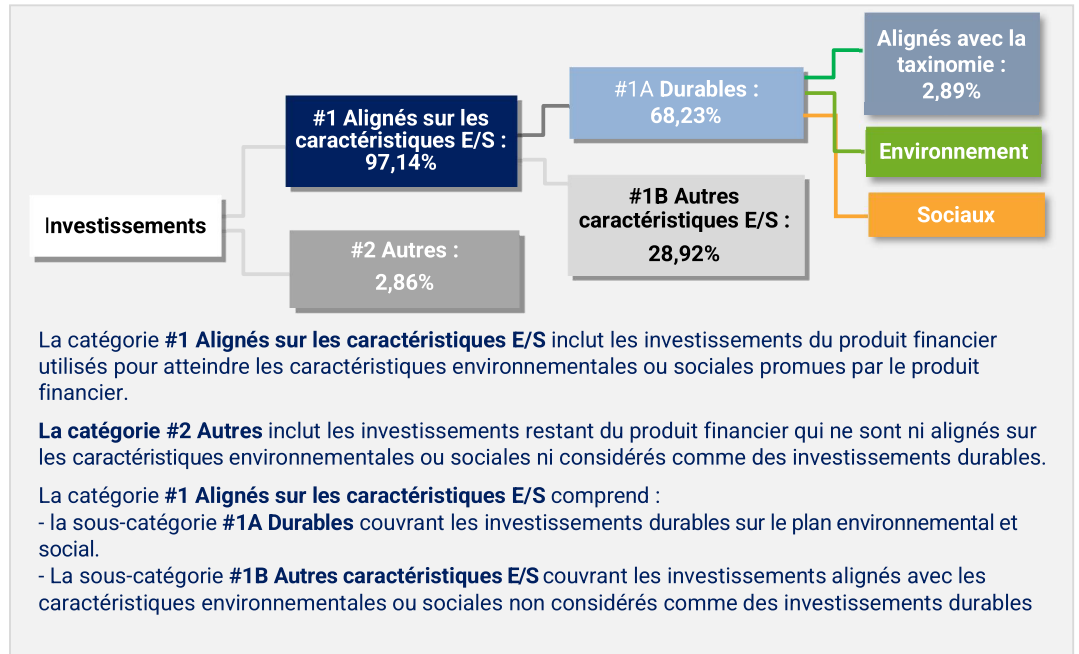 Investissements
#1 Alignés sur les
caractéristiques E/S :
97,14%
#2 Autres :
2,86%
#1A Durables :
68,23%
#1B Autres
caractéristiques E/S :
28,92%
Alignés avec la
taxinomie :
2,89%
Environnement
Sociaux
La catégorie #1 Alignés sur les caractéristiques E/S inclut les investissements du produit financier
utilisés pour atteindre les caractéristiques environnementales ou sociales promues par le produit
financier.
La catégorie #2 Autres inclut les investissements restant du produit financier qui ne sont ni alignés sur
les caractéristiques environnementales ou sociales ni considérés comme des investissements durables.
La catégorie #1 Alignés sur les caractéristiques E/S comprend :
- la sous-catégorie #1A Durables couvrant les investissements durables sur le plan environnemental et
social.
- La sous-catégorie #1B Autres caractéristiques E/S couvrant les investissements alignés avec les
caractéristiques environnementales ou sociales non considérés comme des investissements durables